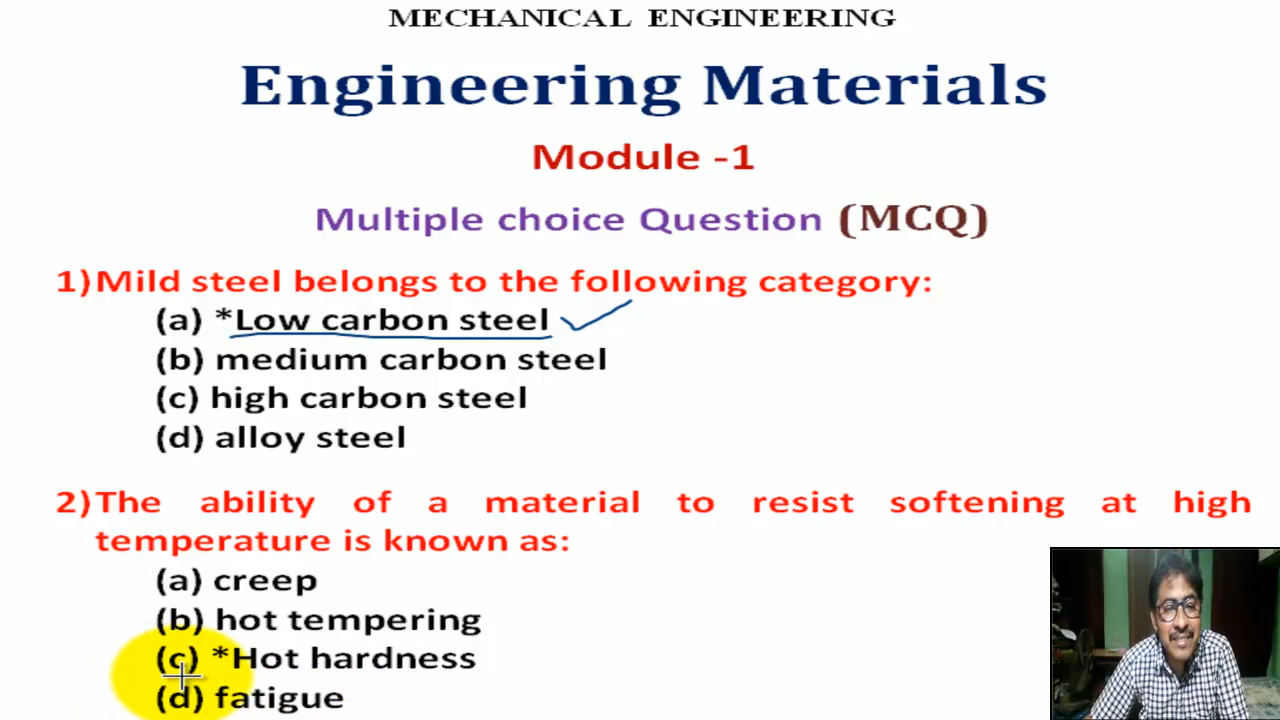 MECHANICAL ENGINEERING
Engineering Materials
Module -1
Multiple choice Question (MCQ)
1) Mild steel belongs to the following category:
(a) *Low carbon steel
(b) medium carbon steel
(c) high carbon steel
(d) alloy steel
2) The ability of a material to resist softening at high
temperature is known as:
(a) creep
(b) hot tempering
(c) *Hot hardness
(d) fatigue